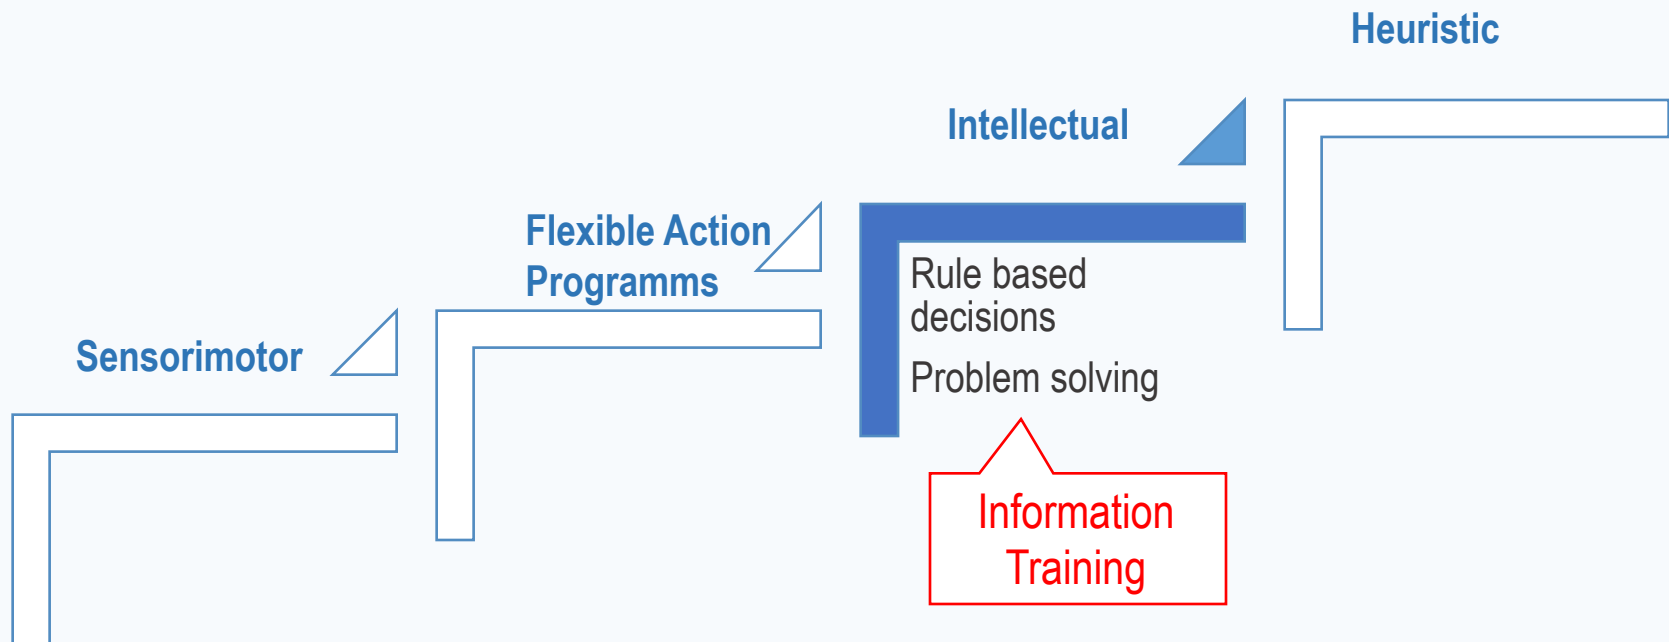 Heuristic
Intellectual
Flexible Action
Programms
Sensorimotor
Rule based
decisions
Problem solving
Information
Training